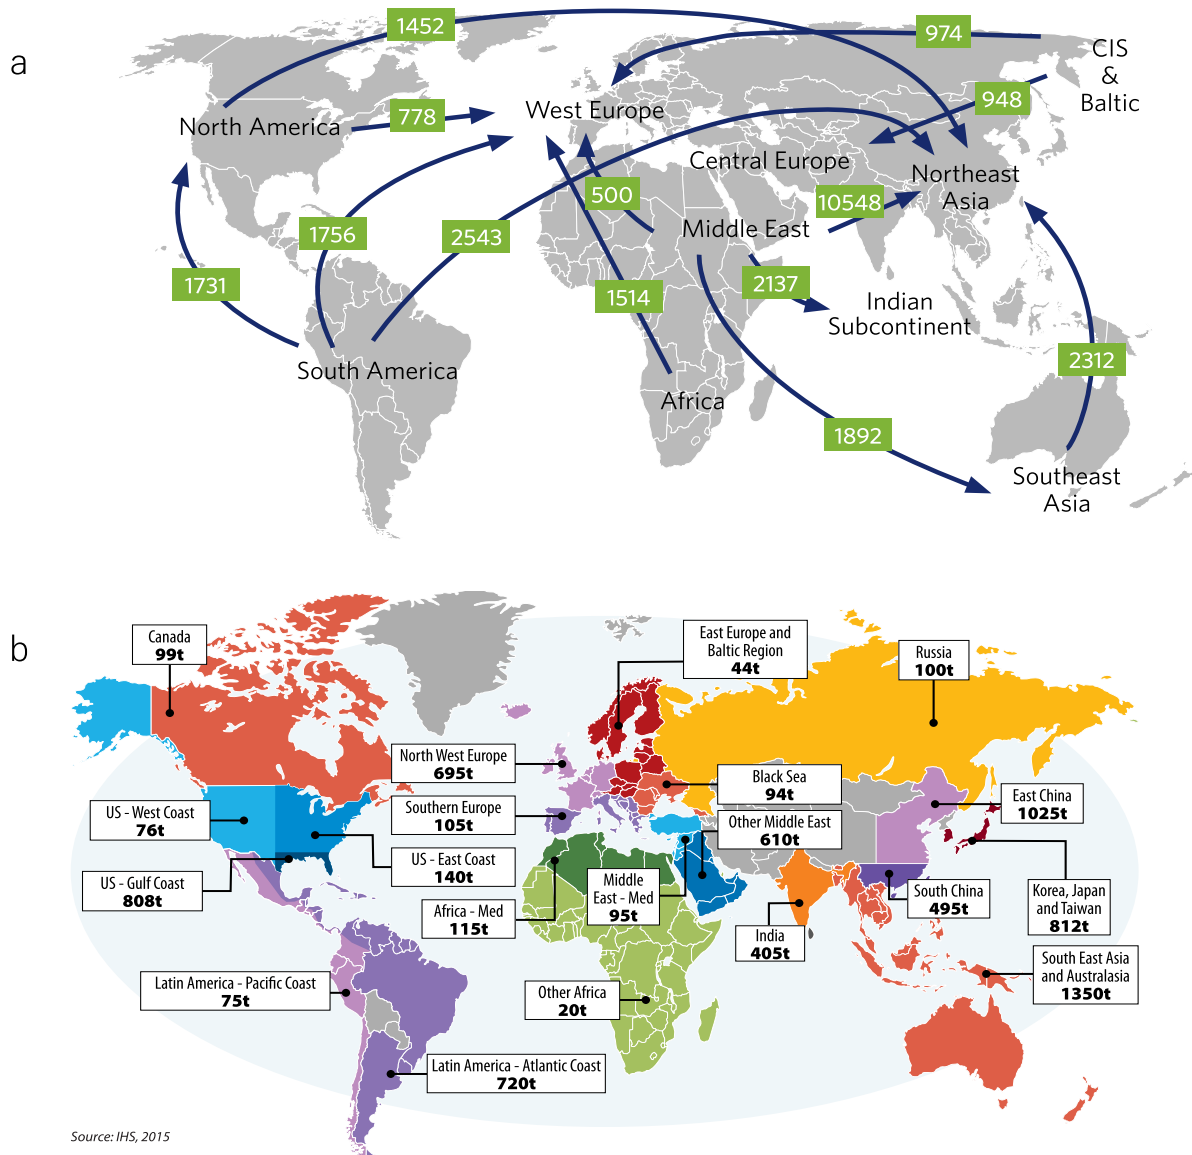 a
1452
974
CIS
&
Baltic
948
West Europe
778
North America
Central Europe
Northeast
Asia
500
10548
1756
2543
Middle East
1731
2137
1514
Indian
Subcontinent
2312
South America
Africa
1892
Southeast
Asia
b
Canada
99t
East Europe and
Baltic Region
44t
Russia
100t
North West Europe
695t
Black Sea
94t
East China
1025t
US - West Coast
76t
Southern Europe
105t
Other Middle East
610t
US - East Coast
140t
US - Gulf Coast
808t
Middle
East - Med
95t
South China
495t
Korea, Japan
and Taiwan
812t
Africa - Med
115t
India
405t
South East Asia
and Australasia
1350t
Latin America - Pacific Coast
75t
Other Africa
20t
Latin America - Atlantic Coast
720t
Source: IHS, 2015